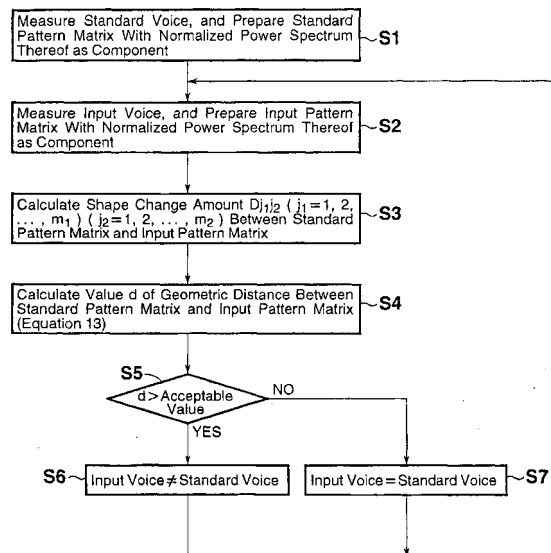 Measure Standard Voice, and Prepare Standard
Pattern Matrix With Normalized Power Spectrum
Thereof as Component
S1
Measure Input Voice, and Prepare Input Pattern
Matrix With Normalized Power Spectrum Thereof
as Component
S2
Calculate Shape Change Amount Dj₁j₂ ( j₁=1, 2,
..., m₁ ) ( j₂=1, 2, ..., m₂ ) Between Standard
Pattern Matrix and Input Pattern Matrix
S3
Calculate Value d of Geometric Distance Between
Standard Pattern Matrix and Input Pattern Matrix
(Equation 13)
S4
S5
d>Acceptable
Value
NO
YES
S6
Input Voice≠Standard Voice
Input Voice=Standard Voice
S7